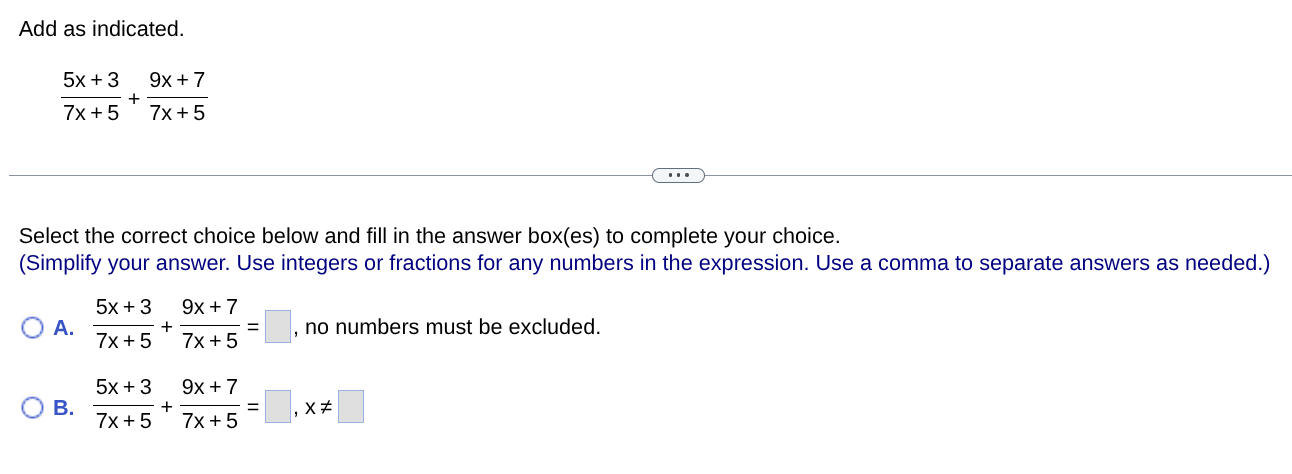 Add as indicated.
5x + 3 9x + 7
+
7x + 5 7x + 5
Select the correct choice below and fill in the answer box(es) to complete your choice.
(Simplify your answer. Use integers or fractions for any numbers in the expression. Use a comma to separate answers as needed.)
5x + 3 9x + 7
A. + = , no numbers must be excluded.
7x + 5 7x + 5
5x + 3 9x + 7
B. + = , x ≠
7x + 5 7x + 5